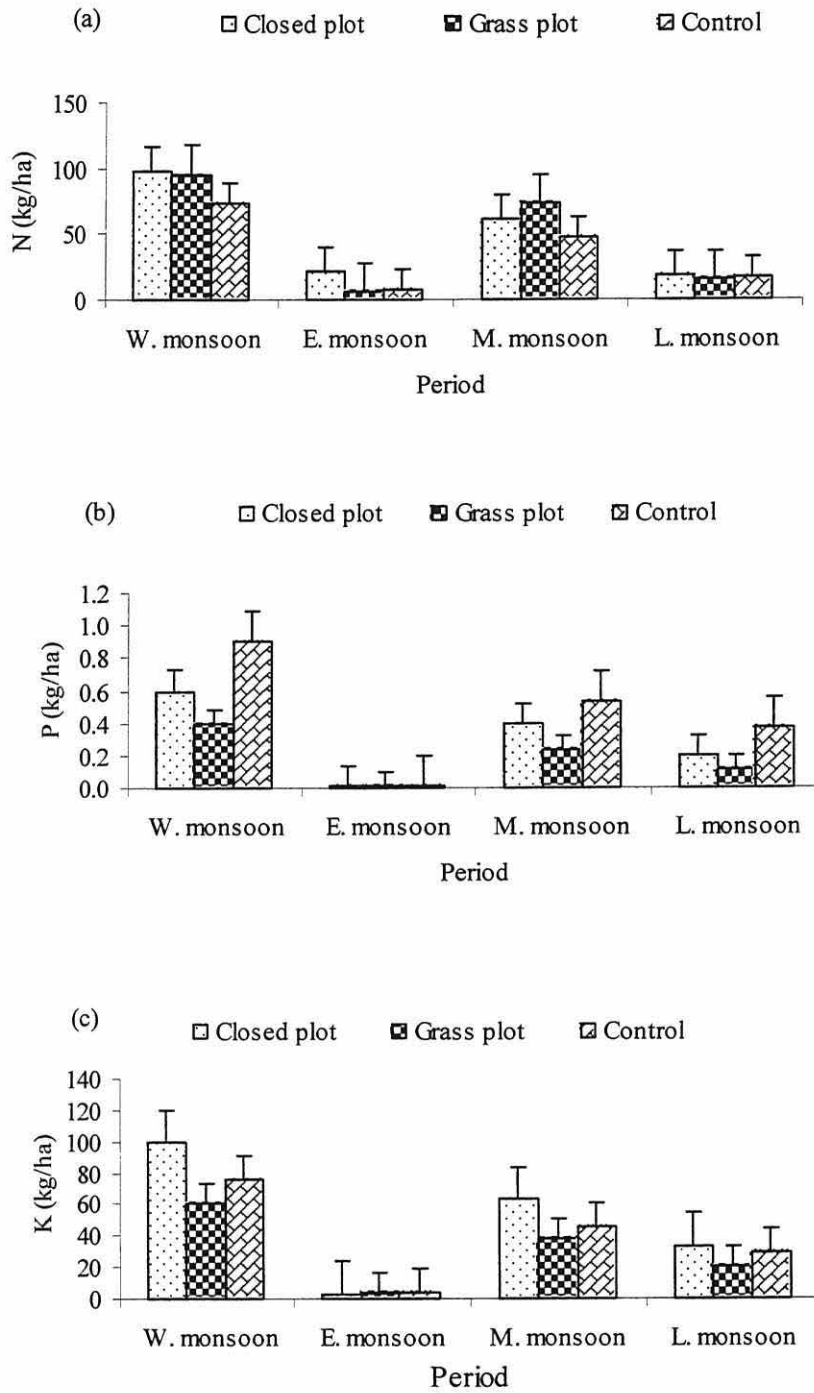 (a)
Closed plot Grass plot Control
150
100
50
0
N (kg/ha)
W. monsoon E. monsoon M. monsoon L. monsoon
Period
(b)
Closed plot Grass plot Control
1.2
1.0
0.8
0.6
0.4
0.2
0.0
P (kg/ha)
W. monsoon E. monsoon M. monsoon L. monsoon
Period
(c)
Closed plot Grass plot Control
140
120
100
80
60
40
20
0
K (kg/ha)
W. monsoon E. monsoon M. monsoon L. monsoon
Period